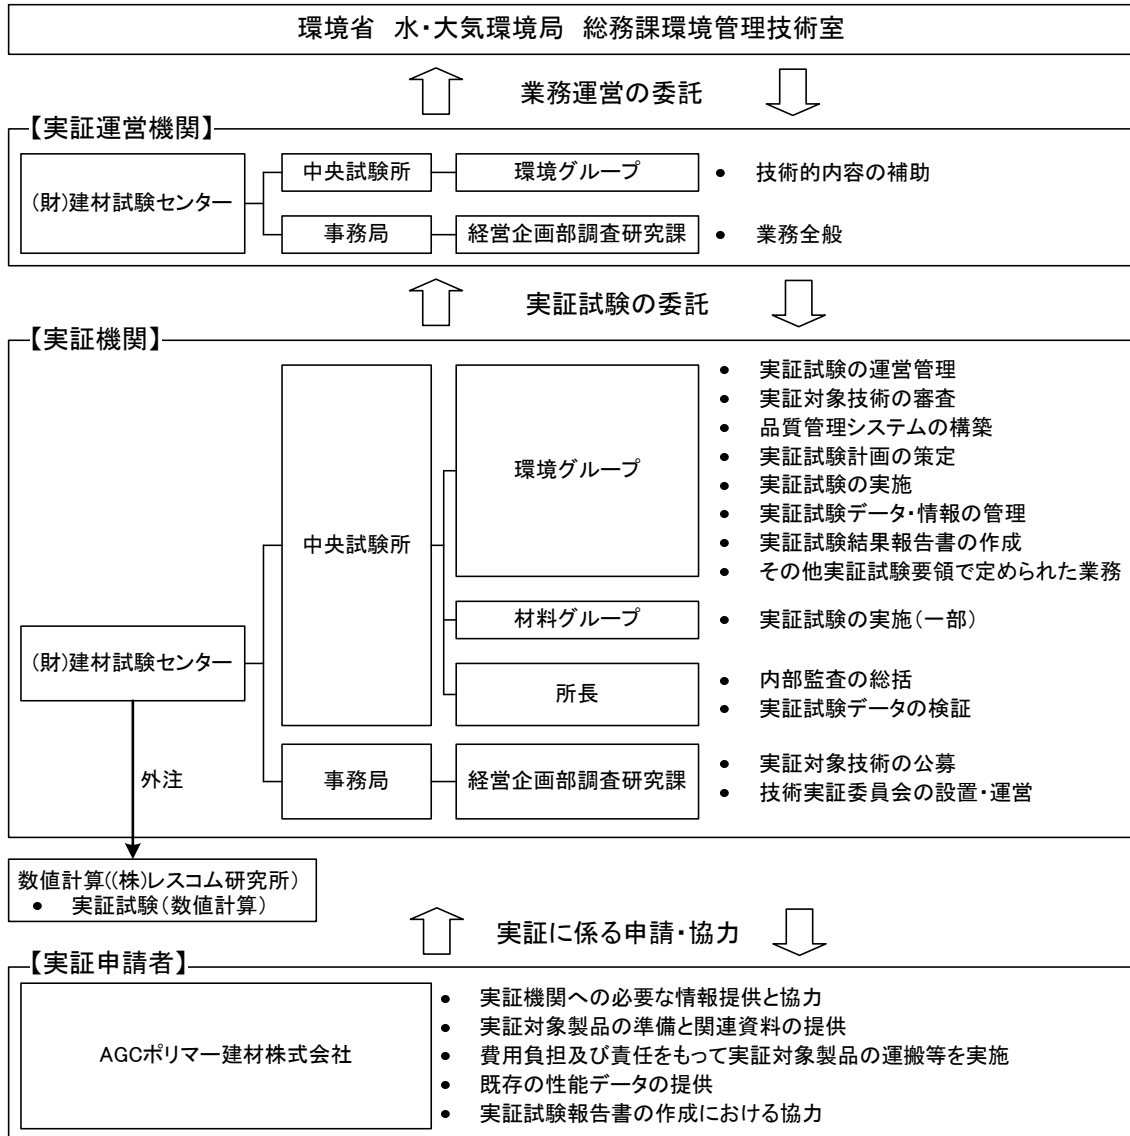 環境省　水・大気環境局　総務課環境管理技術室
業務運営の委託
【実証運営機関】
(財)建材試験センター
中央試験所
環境グループ
• 技術的内容の補助
事務局
経営企画部調査研究課
• 業務全般
実証試験の委託
【実証機関】
(財)建材試験センター
中央試験所
環境グループ
• 実証試験の運営管理
• 実証対象技術の審査
• 品質管理システムの構築
• 実証試験計画の策定
• 実証試験の実施
• 実証試験データ・情報の管理
• 実証試験結果報告書の作成
• その他実証試験要領で定められた業務
材料グループ
• 実証試験の実施(一部)
所長
• 内部監査の総括
• 実証試験データの検証
事務局
経営企画部調査研究課
• 実証対象技術の公募
• 技術実証委員会の設置・運営
外注
数値計算((株)レスコム研究所)
• 実証試験(数値計算)
実証に係る申請・協力
【実証申請者】
AGCポリマー建材株式会社
• 実証機関への必要な情報提供と協力
• 実証対象製品の準備と関連資料の提供
• 費用負担及び責任をもって実証対象製品の運搬等を実施
• 既存の性能データの提供
• 実証試験報告書の作成における協力